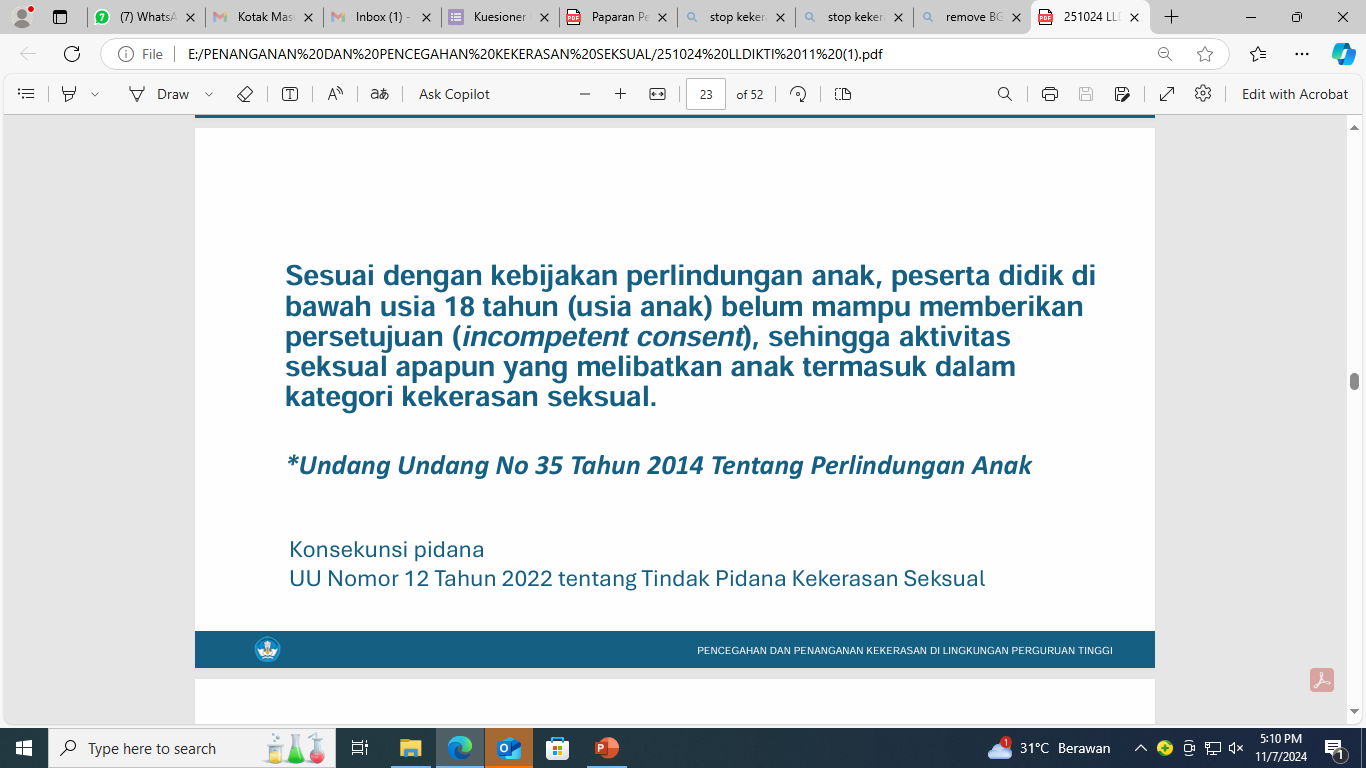 (7) WhatsA
Kotak Mas
Inbox (1) -
Kuesioner
Paparan Pe
stop keker
stop keker
remove BG
251024 LLD
File
E:/PENANGANAN%20DAN%20PENCEGAHAN%20KEKERASAN%20SEKSUAL/251024%20LLDIKTI%2011%20(1).pdf
Draw
Ask Copilot
23
of 52
Edit with Acrobat
Sesuai dengan kebijakan perlindungan anak, peserta didik di
bawah usia 18 tahun (usia anak) belum mampu memberikan
persetujuan (incompetent consent), sehingga aktivitas
seksual apapun yang melibatkan anak termasuk dalam
kategori kekerasan seksual.
*Undang Undang No 35 Tahun 2014 Tentang Perlindungan Anak
Konsekunsi pidana
UU Nomor 12 Tahun 2022 tentang Tindak Pidana Kekerasan Seksual
PENCEGAHAN DAN PENANGANAN KEKERASAN DI LINGKUNGAN PERGURUAN TINGGI
Type here to search
1
31°C Berawan
5:10 PM
11/7/2024
1